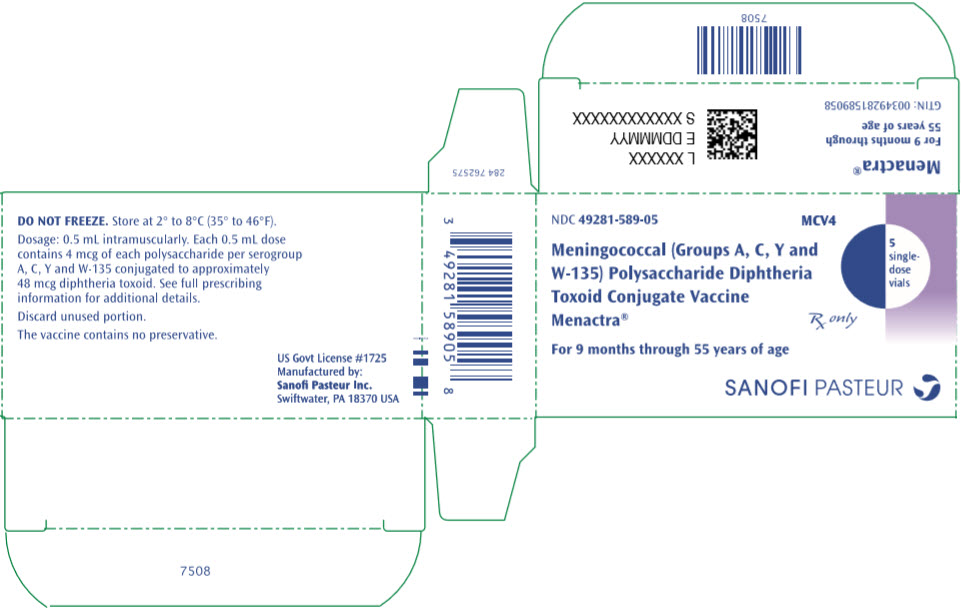 7508
GTIN: 00349281589058
Menactra®
For 9 months through
55 years of age
L XXXXXX
E DDMMMYY
S XXXXXXXXXXXXX
284 762575
DO NOT FREEZE. Store at 2° to 8°C (35° to 46°F).
Dosage: 0.5 mL intramuscularly. Each 0.5 mL dose
contains 4 mcg of each polysaccharide per serogroup
A, C, Y and W-135 conjugated to approximately
48 mcg diphtheria toxoid. See full prescribing
information for additional details.
Discard unused portion.
The vaccine contains no preservative.
US Govt License #1725
Manufactured by:
Sanofi Pasteur Inc.
Swiftwater, PA 18370 USA
3 49281 58905 8
NDC 49281-589-05
MCV4
Meningococcal (Groups A, C, Y and
W-135) Polysaccharide Diphtheria
Toxoid Conjugate Vaccine
Menactra®
For 9 months through 55 years of age
5
single-
dose
vials
Rx only
SANOFI PASTEUR
7508